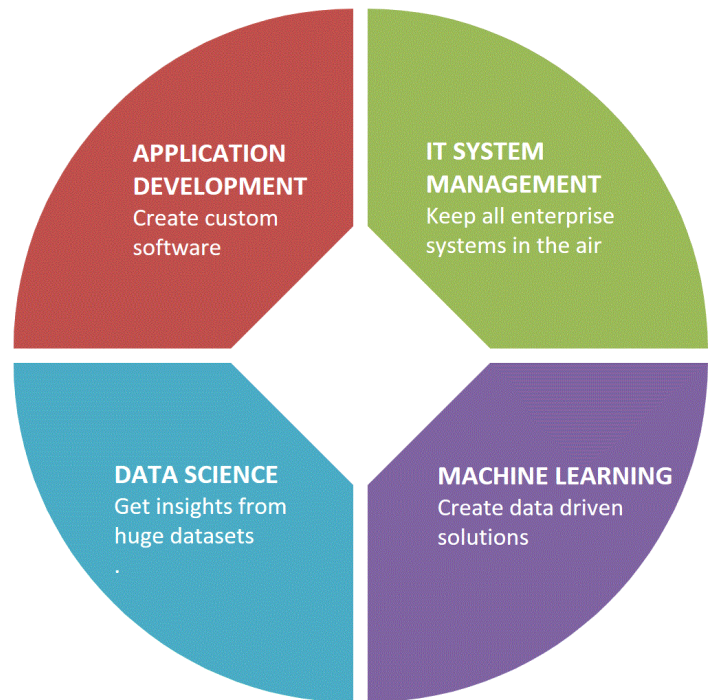 APPLICATION
DEVELOPMENT
Create custom
software
IT SYSTEM
MANAGEMENT
Keep all enterprise
systems in the air
DATA SCIENCE
Get insights from
huge datasets
.
MACHINE LEARNING
Create data driven
solutions